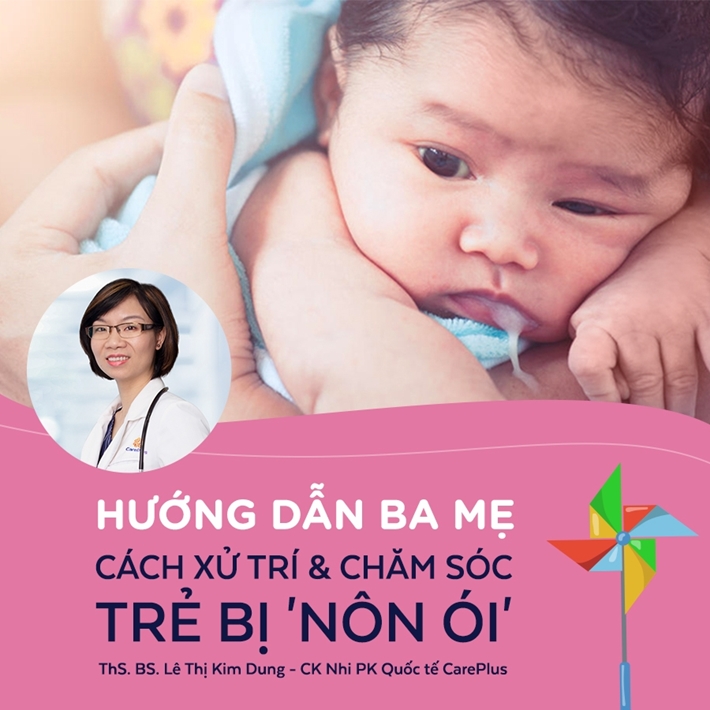 HƯỚNG DẪN BA MẸ
CÁCH XỬ TRÍ & CHĂM SÓC
TRẺ BỊ 'NÔN ÓI'
ThS. BS. Lê Thị Kim Dung - CK Nhi PK Quốc tế CarePlus